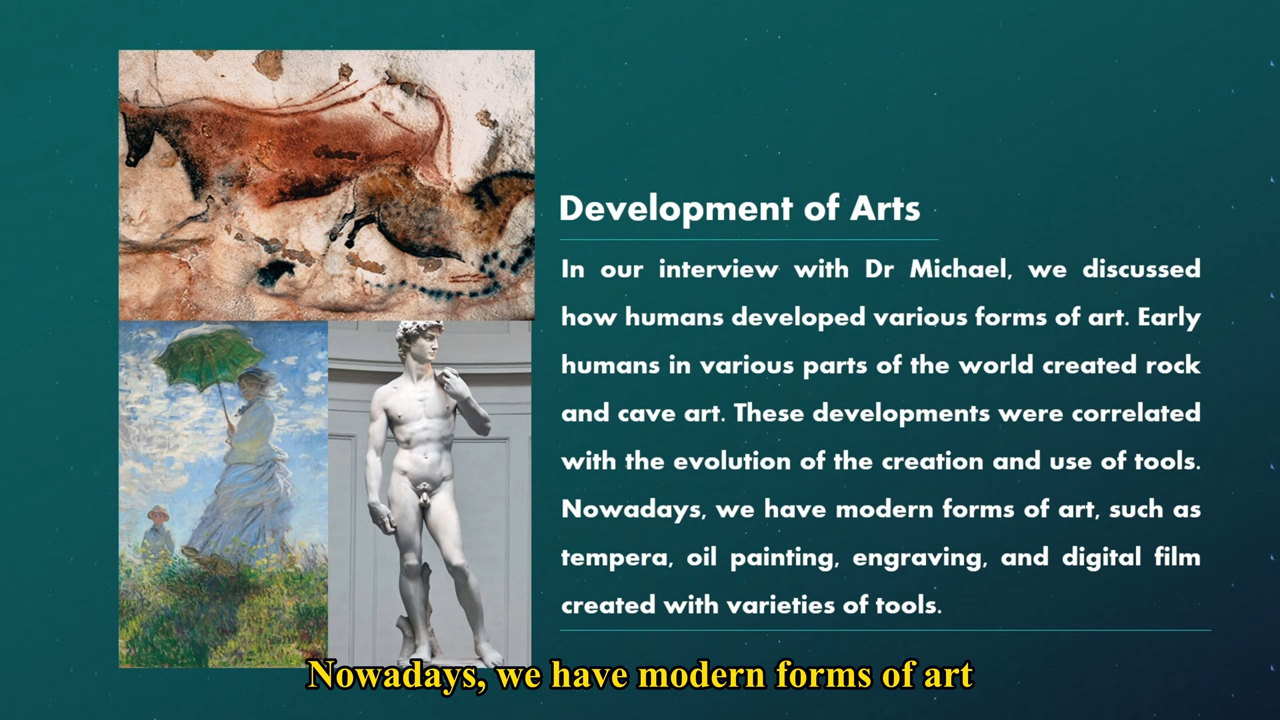 Development of Arts
In our interview with Dr Michael, we discussed
how humans developed various forms of art. Early
humans in various parts of the world created rock
and cave art. These developments were correlated
with the evolution of the creation and use of tools.
Nowadays, we have modern forms of art, such as
tempera, oil painting, engraving, and digital film
created with varieties of tools.
Nowadays, we have modern forms of art